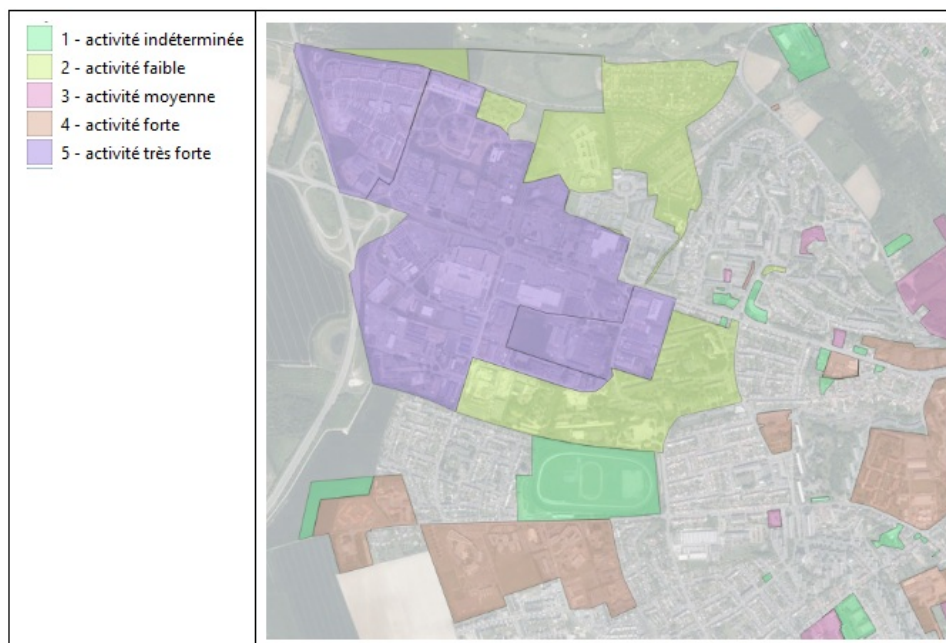 1 - activité indéterminée
2 - activité faible
3 - activité moyenne
4 - activité forte
5 - activité très forte